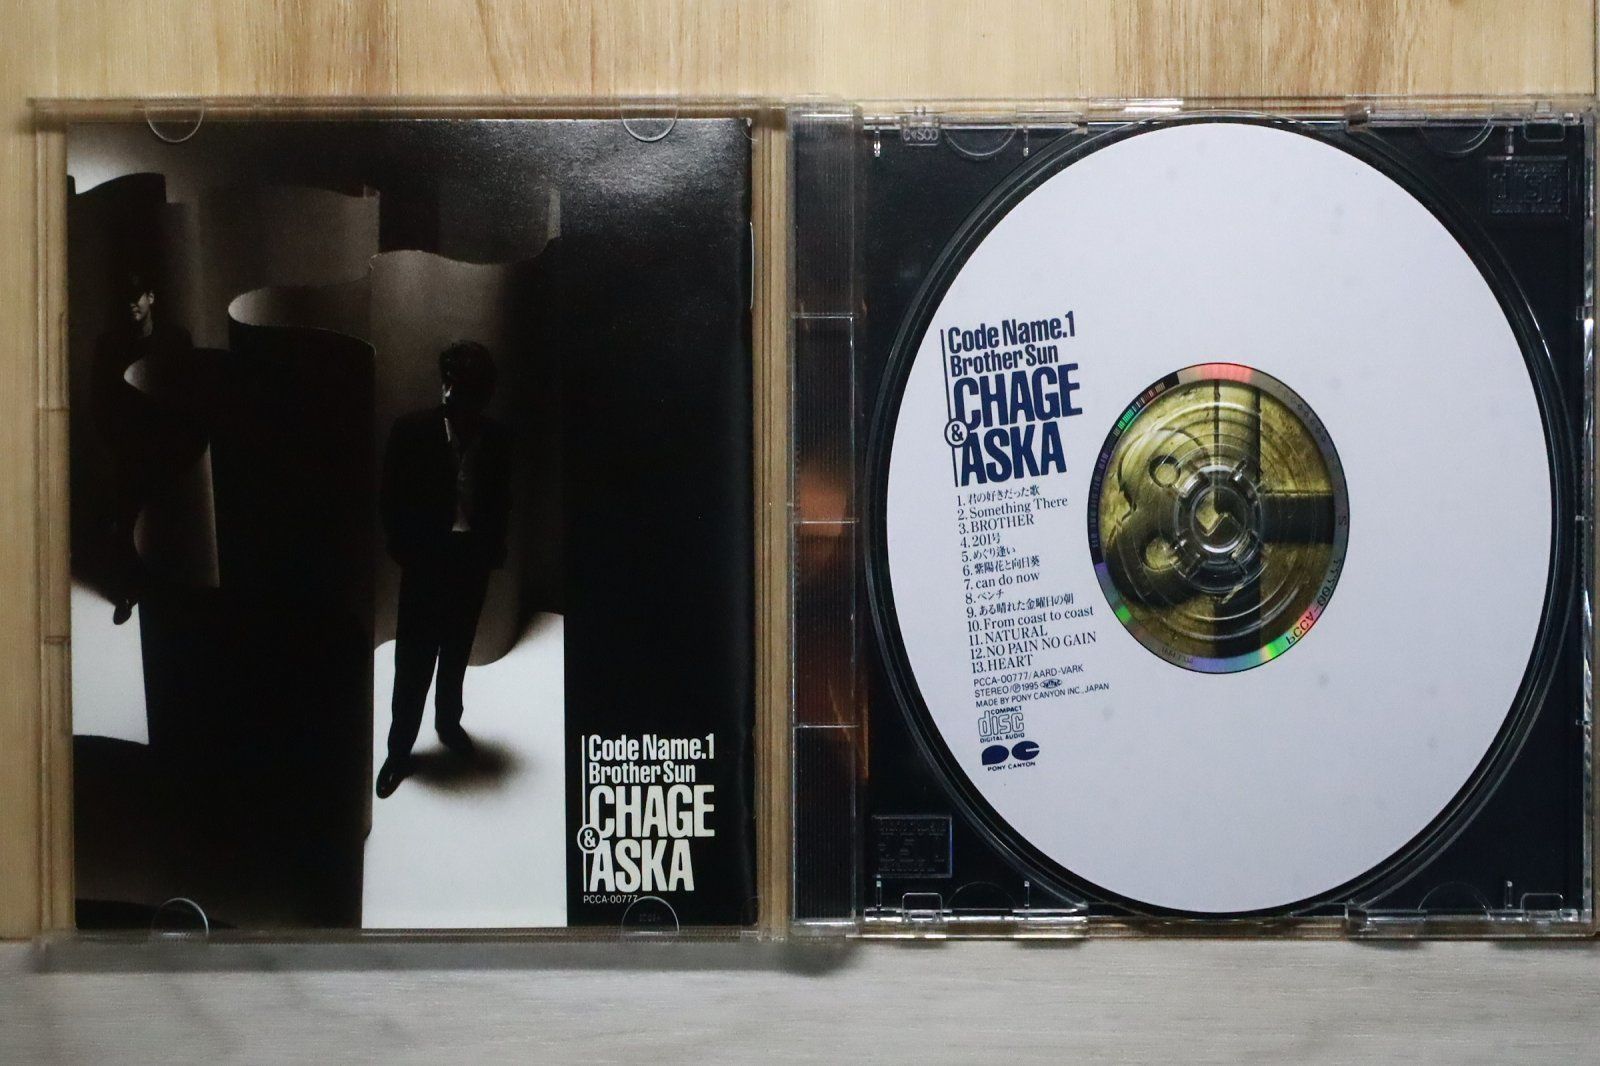 Code Name.1
Brother Sun
CHAGE
&
ASKA
PCCA-00777
Code Name.1
Brother Sun
CHAGE
&
ASKA
1.君の好きだった歌
2.Something There
3.BROTHER
4.201号
5.めぐり逢い
6.紫陽花と向日葵
7.can do now
8.ベンチ
9.ある晴れた金曜日の朝
10.From coast to coast
11.NATURAL
12.NO PAIN NO GAIN
13.HEART
PCCA-00777/AARD-VARK
STEREO/Ⓟ1995
MADE BY PONY CANYON INC.,JAPAN
COMPACT
disc
DIGITAL AUDIO
PC
PONY CANYON
PCCA-00777